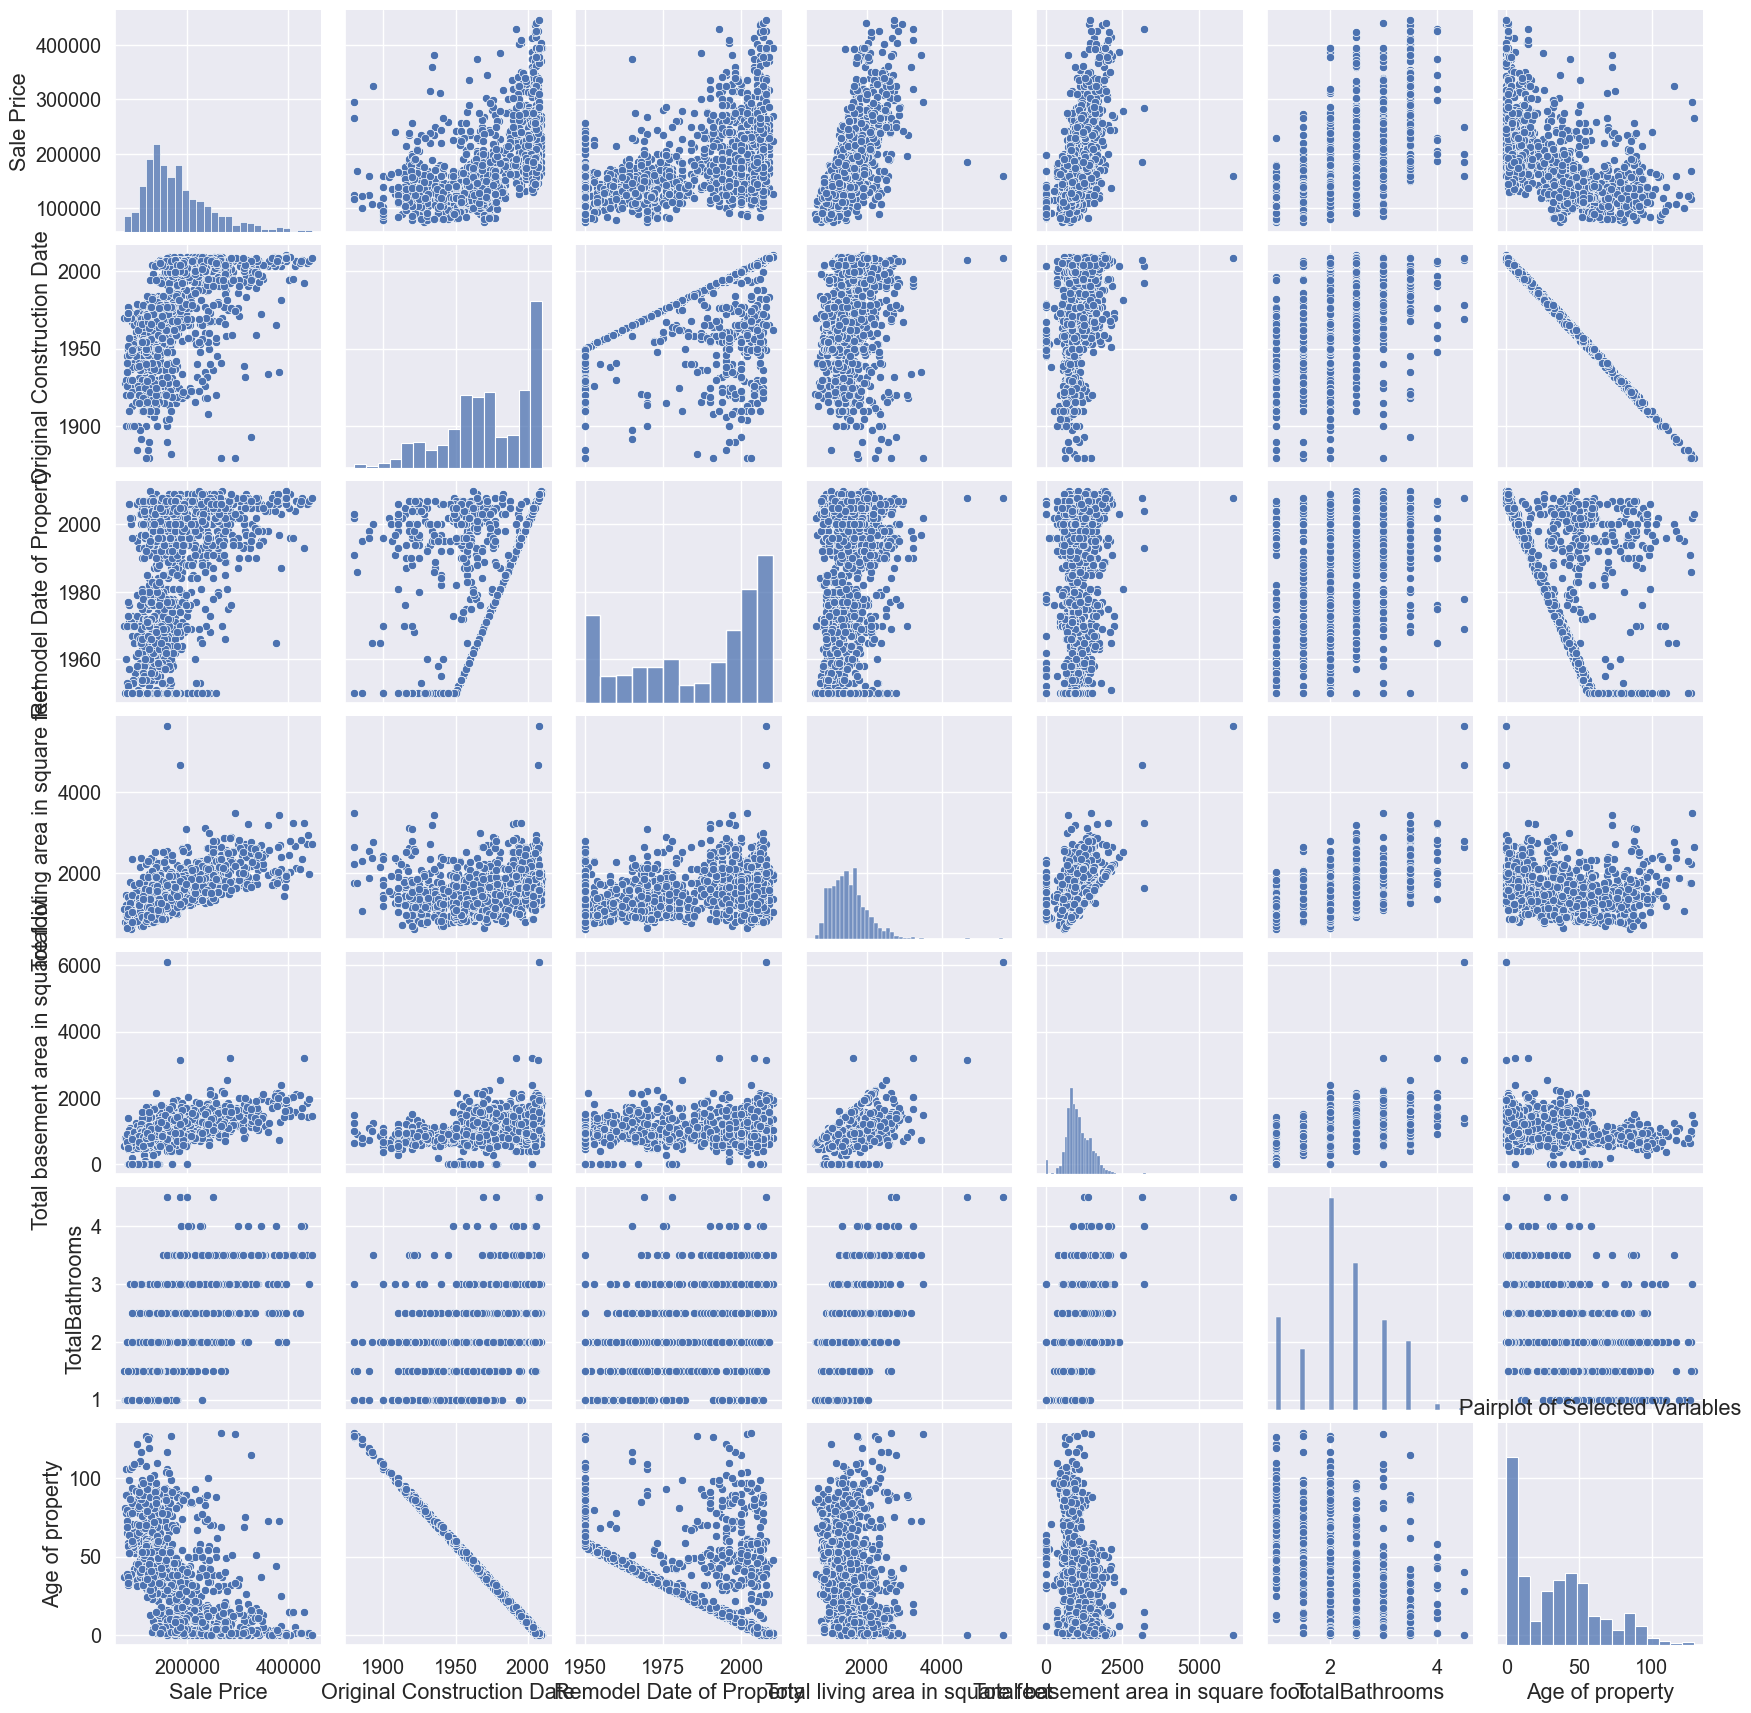 Sale Price
400000
300000
200000
100000
Original Construction Date
2000
1950
1900
Remodel Date of Property
2000
1980
1960
Total living area in square feet
4000
2000
Total basement area in square foot
6000
4000
2000
0
TotalBathrooms
4
3
2
1
Pairplot of Selected Variables
Age of property
100
50
0
200000 400000
1900 1950 2000
1950 1975 2000
2000 4000
0 2500 5000
2 4
0 50 100
Sale Price
Original Construction Date
Remodel Date of Property
Total living area in square feet
Total basement area in square foot
TotalBathrooms
Age of property